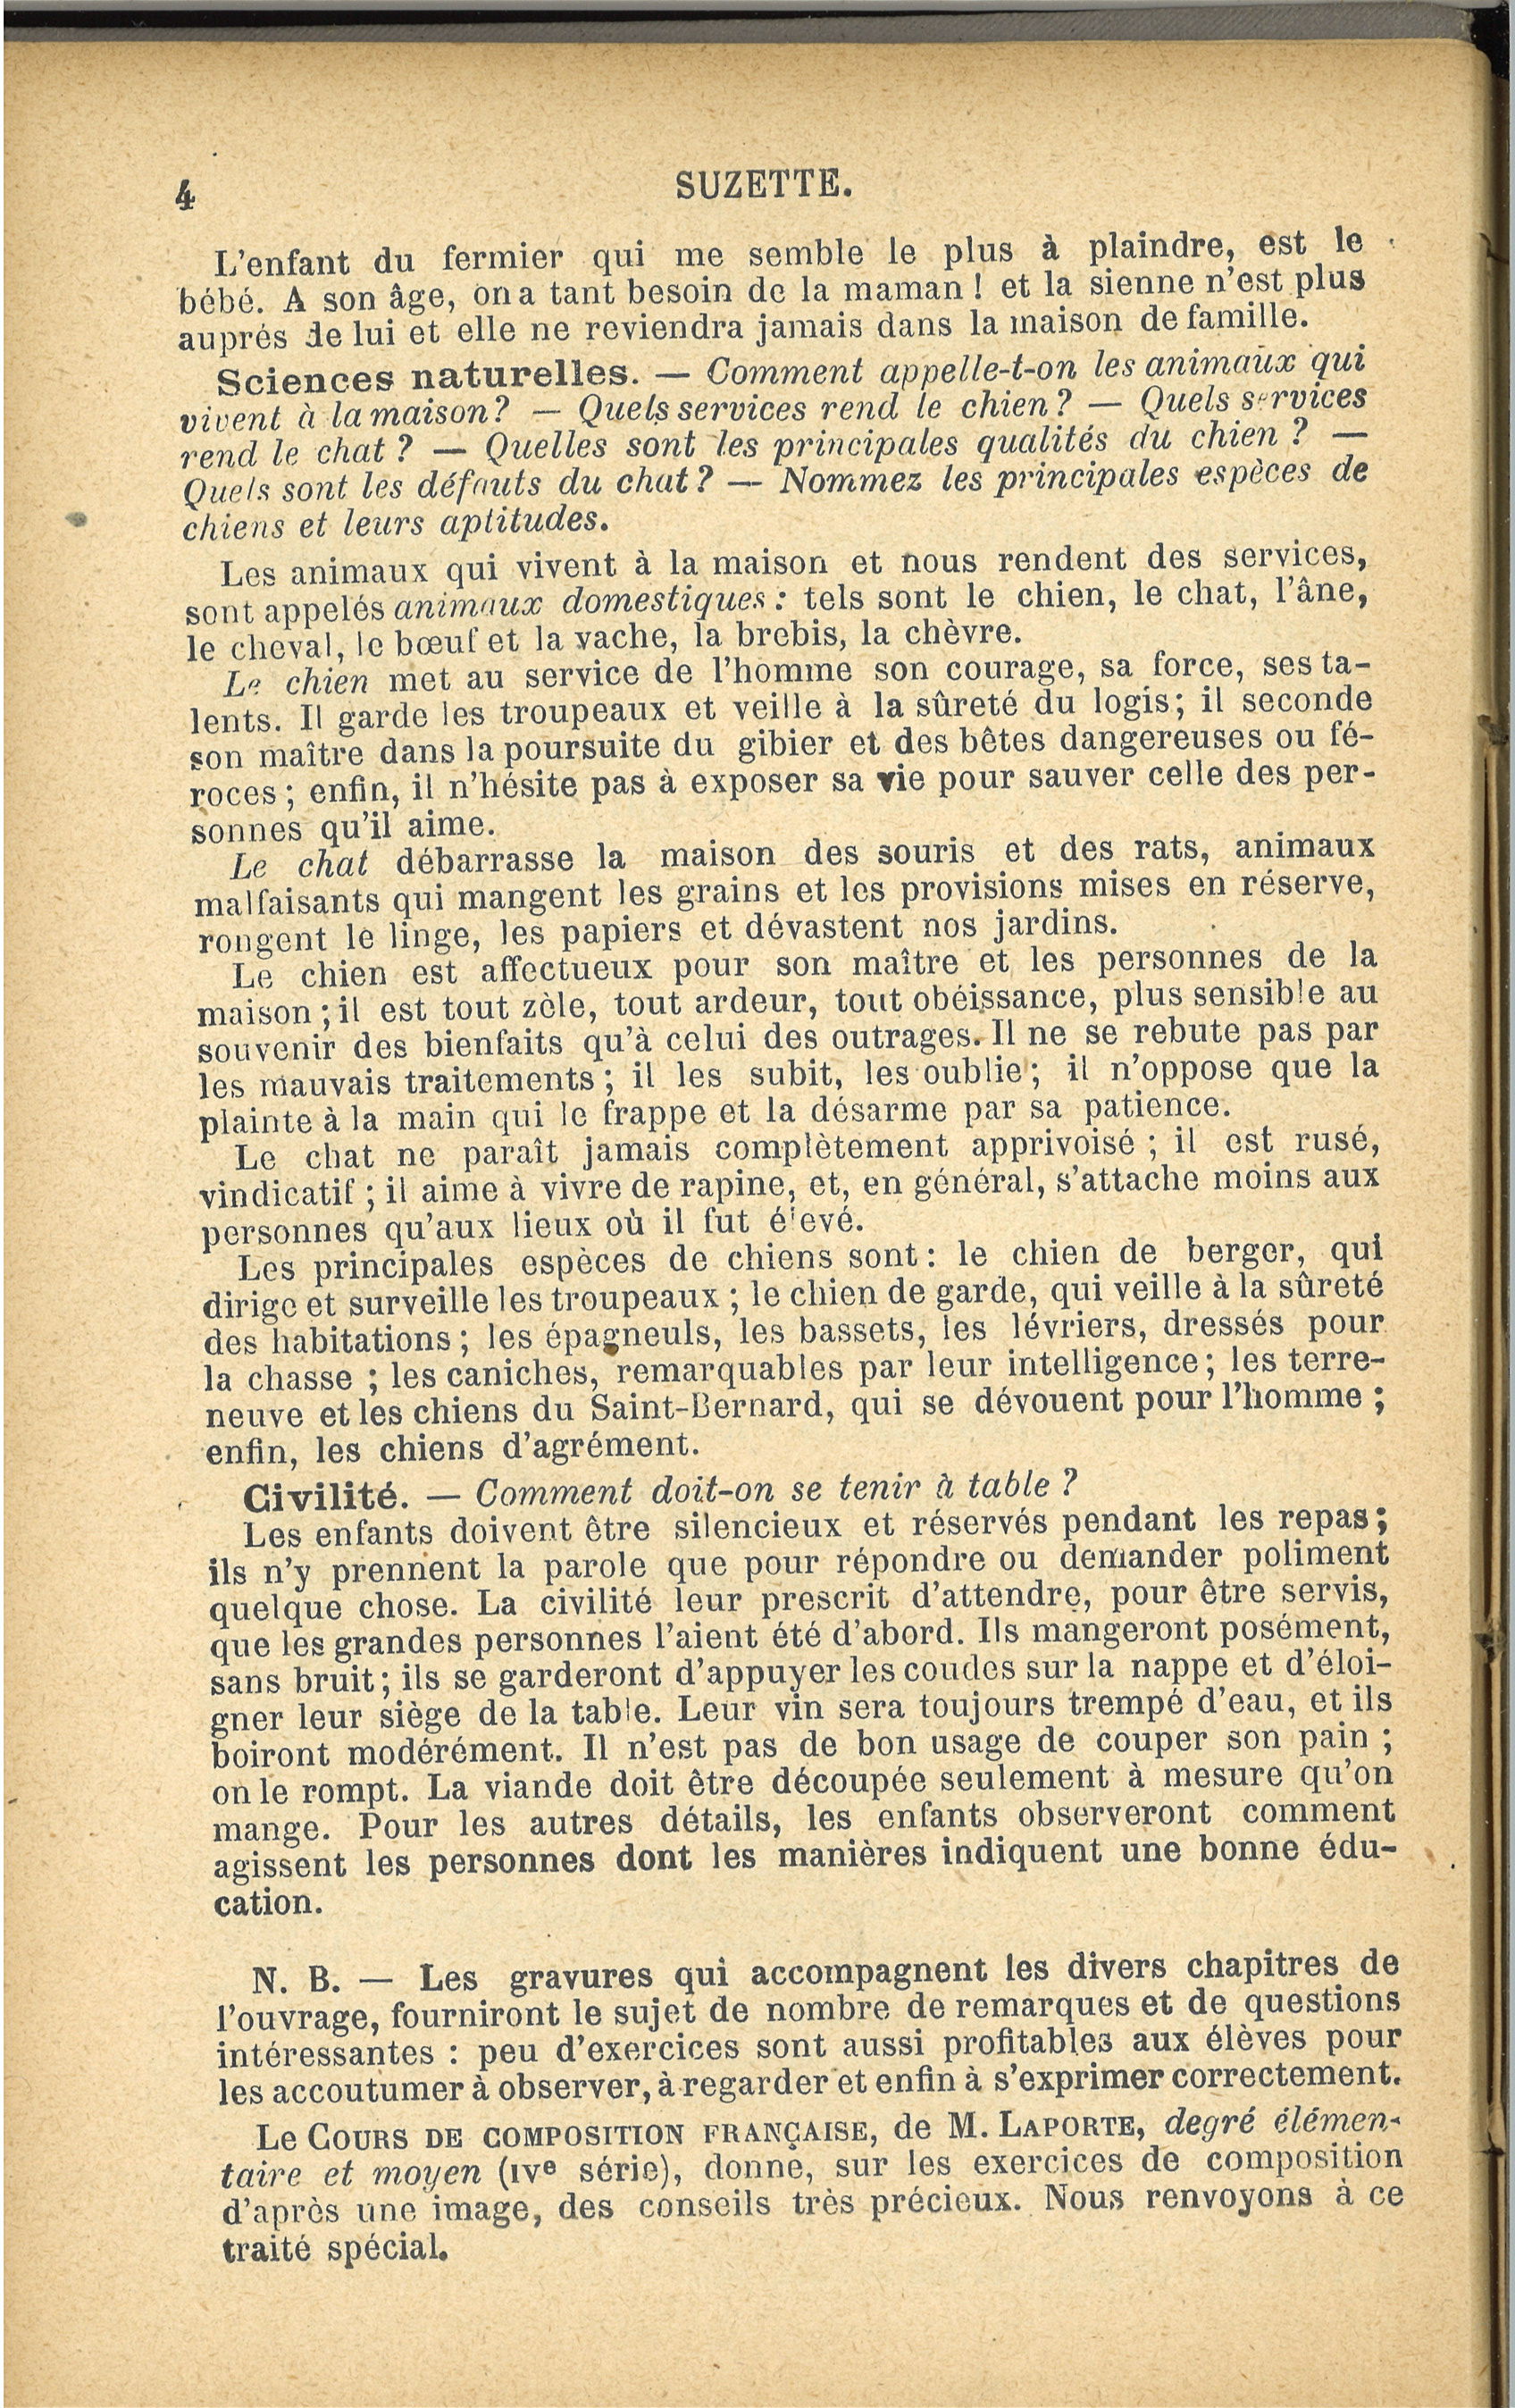 4
SUZETTE.
L'enfant du fermier qui me semble le plus à plaindre, est le
bébé. A son âge, on a tant besoin de la maman ! et la sienne n'est plus
auprés de lui et elle ne reviendra jamais dans la maison de famille.
Sciences naturelles. — Comment appelle-t-on les animaux qui
vivent à la maison ? — Quels services rend le chien ? — Quels services
rend le chat ? — Quelles sont les principales qualités du chien ? —
Quels sont les défauts du chat ? — Nommez les principales espèces de
chiens et leurs aptitudes.
Les animaux qui vivent à la maison et nous rendent des services,
sont appelés animaux domestiques : tels sont le chien, le chat, l'âne,
le cheval, le bœuf et la vache, la brebis, la chèvre.
Le chien met au service de l'homme son courage, sa force, ses ta-
lents. Il garde les troupeaux et veille à la sûreté du logis ; il seconde
son maître dans la poursuite du gibier et des bêtes dangereuses ou fé-
roces ; enfin, il n'hésite pas à exposer sa vie pour sauver celle des per-
sonnes qu'il aime.
Le chat débarrasse la maison des souris et des rats, animaux
malfaisants qui mangent les grains et les provisions mises en réserve,
rongent le linge, les papiers et dévastent nos jardins.
Le chien est affectueux pour son maître et les personnes de la
maison ; il est tout zèle, tout ardeur, tout obéissance, plus sensible au
souvenir des bienfaits qu'à celui des outrages. Il ne se rebute pas par
les mauvais traitements ; il les subit, les oublie ; il n'oppose que la
plainte à la main qui le frappe et la désarme par sa patience.
Le chat ne paraît jamais complètement apprivoisé ; il est rusé,
vindicatif ; il aime à vivre de rapine, et, en général, s'attache moins aux
personnes qu'aux lieux où il fut élevé.
Les principales espèces de chiens sont : le chien de berger, qui
dirige et surveille les troupeaux ; le chien de garde, qui veille à la sûreté
des habitations ; les épagneuls, les bassets, les lévriers, dressés pour
la chasse ; les caniches, remarquables par leur intelligence ; les terre-
neuve et les chiens du Saint-Bernard, qui se dévouent pour l'homme ;
enfin, les chiens d'agrément.
Civilité. — Comment doit-on se tenir à table ?
Les enfants doivent être silencieux et réservés pendant les repas ;
ils n'y prennent la parole que pour répondre ou demander poliment
quelque chose. La civilité leur prescrit d'attendre, pour être servis,
que les grandes personnes l'aient été d'abord. Ils mangeront posément,
sans bruit ; ils se garderont d'appuyer les coudes sur la nappe et d'éloi-
gner leur siège de la table. Leur vin sera toujours trempé d'eau, et ils
boiront modérément. Il n'est pas de bon usage de couper son pain ;
on le rompt. La viande doit être découpée seulement à mesure qu'on
mange. Pour les autres détails, les enfants observeront comment
agissent les personnes dont les manières indiquent une bonne édu-
cation.
N. B. — Les gravures qui accompagnent les divers chapitres de
l'ouvrage, fourniront le sujet de nombre de remarques et de questions
intéressantes : peu d'exercices sont aussi profitables aux élèves pour
les accoutumer à observer, à regarder et enfin à s'exprimer correctement.
Le COURS DE COMPOSITION FRANÇAISE, de M. LAPORTE, degré élémen-
taire et moyen (IVe série), donne, sur les exercices de composition
d'après une image, des conseils très précieux. Nous renvoyons à ce
traité spécial.